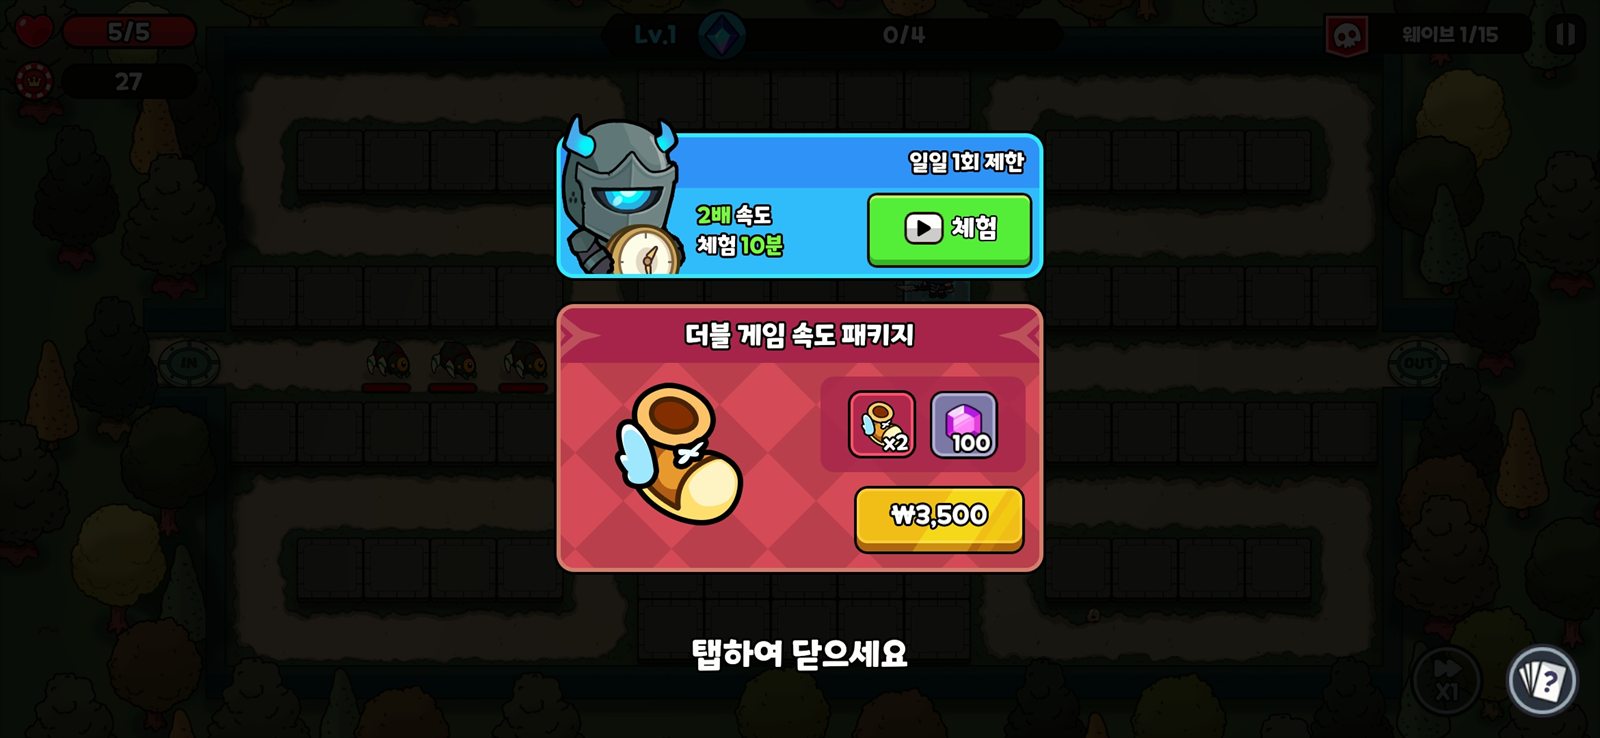 5/5
Lv.1
0/4
웨이브 1/15
27
일일 1회 제한
2배 속도
체험 10분
체험
더블 게임 속도 패키지
x2
100
₩3,500
IN
OUT
탭하여 닫으세요
X1
?